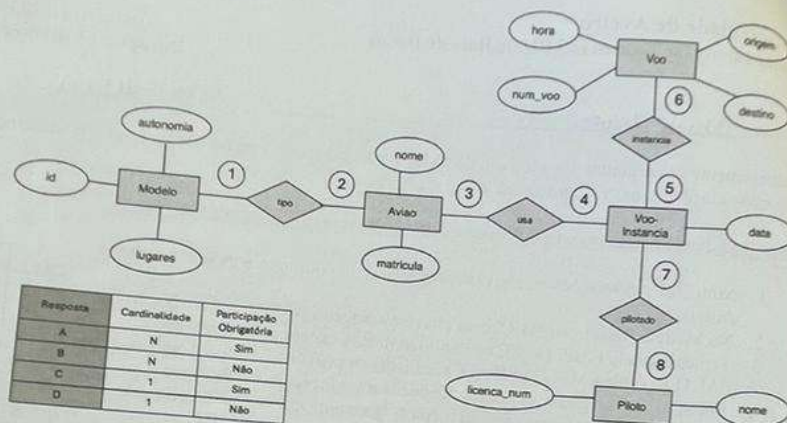 hora
origem
Voo
num_voo
destino
6
instancia
autonomia
nome
id
Modelo
1
tipo
2
Aviao
3
usa
4
5
Voo-
Instancia
data
lugares
matricula
7
pilotado
8
licenca_num
Piloto
nome
Resposta Cardinalidade Participação
Obrigatória
A N Sim
B N Não
C 1 Sim
D 1 Não